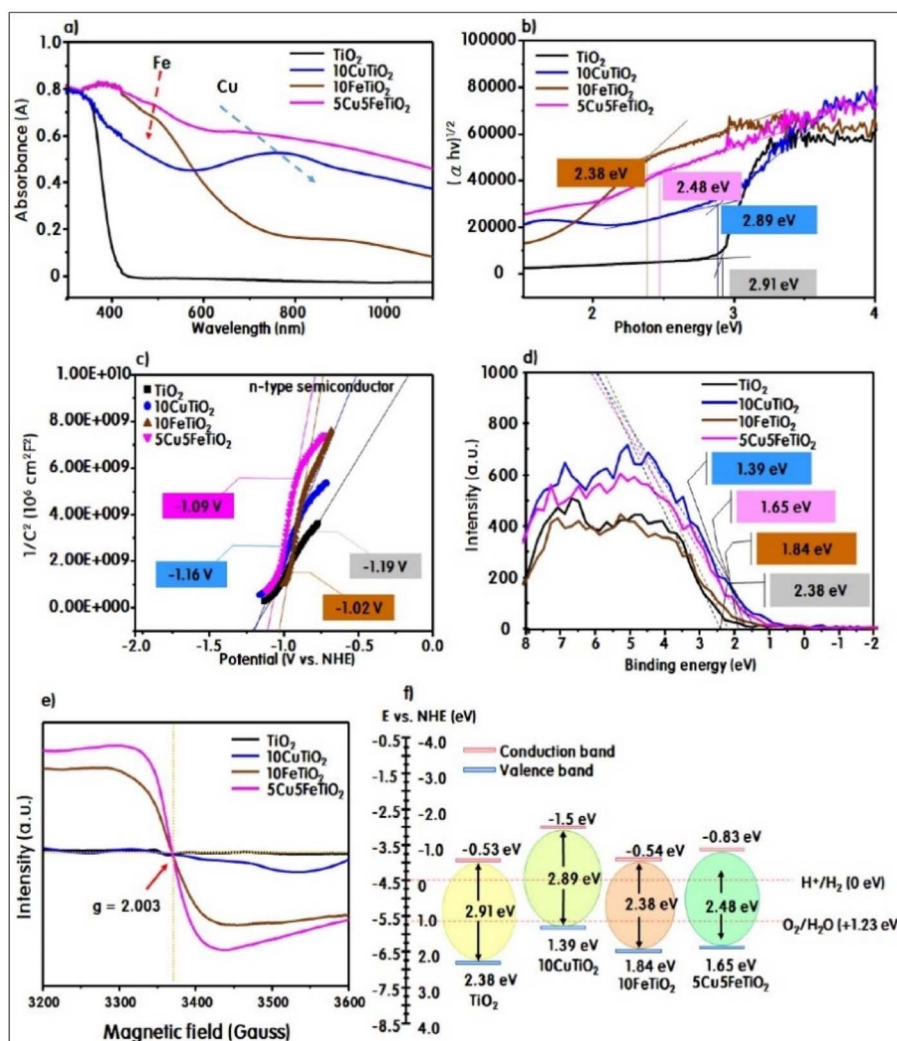 a)
1.0
0.8
0.6
0.4
0.2
0
Absorbance (A)
Fe
Cu
TiO₂
10CuTiO₂
10FeTiO₂
5Cu5FeTiO₂
400 600 800 1000
Wavelength (nm)
b)
100000
80000
60000
40000
20000
0
(α hv)¹/²
TiO₂
10CuTiO₂
10FeTiO₂
5Cu5FeTiO₂
2.38 eV
2.48 eV
2.89 eV
2.91 eV
2 3 4
Photon energy (eV)
c)
1.00E+010
8.00E+009
6.00E+009
4.00E+009
2.00E+009
0.00E+000
1/C² (10⁶ cm²F²)
n-type semiconductor
TiO₂
10CuTiO₂
10FeTiO₂
5Cu5FeTiO₂
-1.09 V
-1.16 V
-1.19 V
-1.02 V
-2.0 -1.5 -1.0 -0.5 0.0
Potential (V vs. NHE)
d)
1000
800
600
400
200
0
Intensity (a.u.)
TiO₂
10CuTiO₂
10FeTiO₂
5Cu5FeTiO₂
1.39 eV
1.65 eV
1.84 eV
2.38 eV
8 7 6 5 4 3 2 1 0 -1 -2
Binding energy (eV)
e)
Intensity (a.u.)
TiO₂
10CuTiO₂
10FeTiO₂
5Cu5FeTiO₂
g = 2.003
3200 3300 3400 3500 3600
Magnetic field (Gauss)
f)
E vs. NHE (eV)
-0.5 -4.0
-1.5 -3.0
-2.5 -2.0
-3.5 -1.0
-4.5 0
-5.5 1.0
-6.5 2.0
-7.5 3.0
-8.5 4.0
Conduction band
Valence band
-0.53 eV
-1.5 eV
-0.54 eV
-0.83 eV
2.91 eV
2.89 eV
2.38 eV
2.48 eV
H⁺/H₂ (0 eV)
O₂/H₂O (+1.23 eV
2.38 eV
TiO₂
1.39 eV
10CuTiO₂
1.84 eV
10FeTiO₂
1.65 eV
5Cu5FeTiO₂